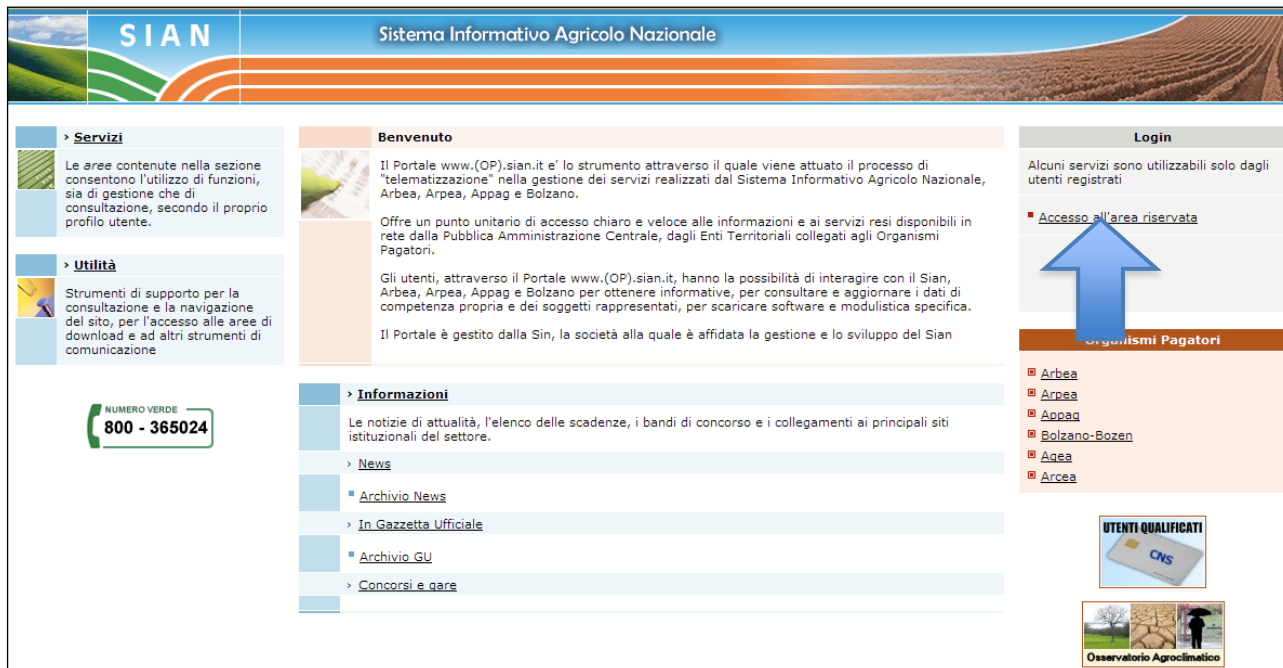 SIAN
Sistema Informativo Agricolo Nazionale
› Servizi
Le aree contenute nella sezione
consentono l'utilizzo di funzioni,
sia di gestione che di
consultazione, secondo il proprio
profilo utente.
› Utilità
Strumenti di supporto per la
consultazione e la navigazione
del sito, per l'accesso alle aree di
download e ad altri strumenti di
comunicazione
NUMERO VERDE
800 - 365024
Benvenuto
Il Portale www.(OP).sian.it e' lo strumento attraverso il quale viene attuato il processo di
"telematizzazione" nella gestione dei servizi realizzati dal Sistema Informativo Agricolo Nazionale,
Arbea, Arpea, Appag e Bolzano.
Offre un punto unitario di accesso chiaro e veloce alle informazioni e ai servizi resi disponibili in
rete dalla Pubblica Amministrazione Centrale, dagli Enti Territoriali collegati agli Organismi
Pagatori.
Gli utenti, attraverso il Portale www.(OP).sian.it, hanno la possibilità di interagire con il Sian,
Arbea, Arpea, Appag e Bolzano per ottenere informative, per consultare e aggiornare i dati di
competenza propria e dei soggetti rappresentati, per scaricare software e modulistica specifica.
Il Portale è gestito dalla Sin, la società alla quale è affidata la gestione e lo sviluppo del Sian
› Informazioni
Le notizie di attualità, l'elenco delle scadenze, i bandi di concorso e i collegamenti ai principali siti
istituzionali del settore.
› News
Archivio News
› In Gazzetta Ufficiale
Archivio GU
› Concorsi e gare
Login
Alcuni servizi sono utilizzabili solo dagli
utenti registrati
Accesso all'area riservata
Organismi Pagatori
Arbea
Arpea
Appag
Bolzano-Bozen
Agea
Arcea
UTENTI QUALIFICATI
CNS
Osservatorio Agroclimatico